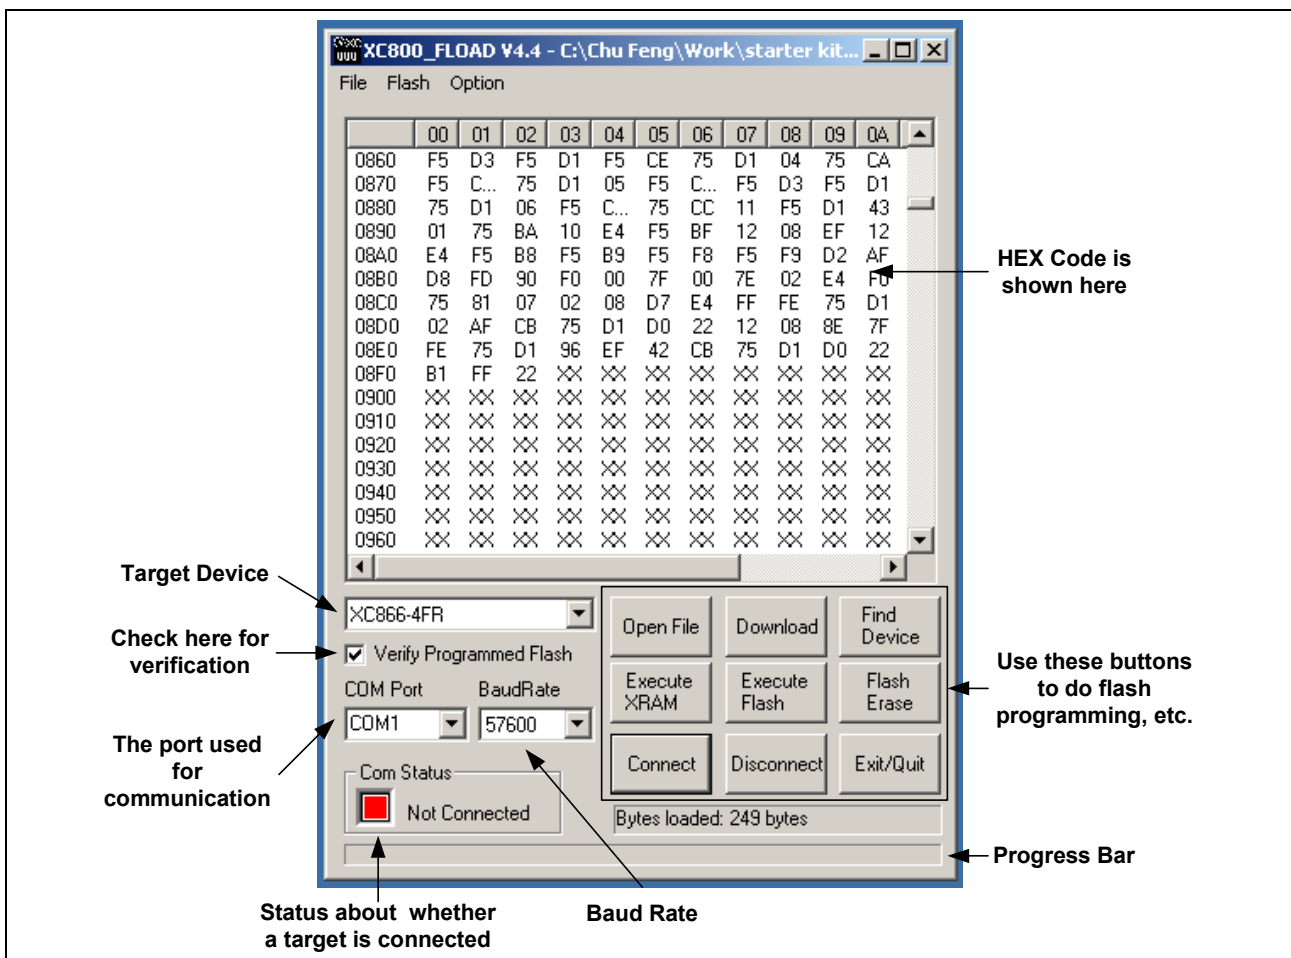 XC800_FLOAD V4.4 - C:\Chu Feng\Work\starter kit...
File Flash Option
00 01 02 03 04 05 06 07 08 09 0A
0860 F5 D3 F5 D1 F5 CE 75 D1 04 75 CA
0870 F5 C... 75 D1 05 F5 C... F5 D3 F5 D1
0880 75 D1 06 F5 C... 75 CC 11 F5 D1 43
0890 01 75 BA 10 E4 F5 BF 12 08 EF 12
08A0 E4 F5 B8 F5 B9 F5 F8 F5 F9 D2 AF
08B0 D8 FD 90 F0 00 7F 00 7E 02 E4 F0
08C0 75 81 07 02 08 D7 E4 FF FE 75 D1
08D0 02 AF CB 75 D1 D0 22 12 08 8E 7F
08E0 FE 75 D1 96 EF 42 CB 75 D1 D0 22
08F0 B1 FF 22 XX XX XX XX XX XX XX XX
0900 XX XX XX XX XX XX XX XX XX XX XX
0910 XX XX XX XX XX XX XX XX XX XX XX
0920 XX XX XX XX XX XX XX XX XX XX XX
0930 XX XX XX XX XX XX XX XX XX XX XX
0940 XX XX XX XX XX XX XX XX XX XX XX
0950 XX XX XX XX XX XX XX XX XX XX XX
0960 XX XX XX XX XX XX XX XX XX XX XX
HEX Code is
shown here
Target Device
XC866-4FR
Check here for
verification
Verify Programmed Flash
COM Port BaudRate
COM1 57600
The port used
for
communication
Com Status
Not Connected
Open File Download Find
Device
Execute
XRAM
Execute
Flash
Flash
Erase
Connect Disconnect Exit/Quit
Use these buttons
to do flash
programming, etc.
Bytes loaded: 249 bytes
Progress Bar
Status about whether
a target is connected
Baud Rate